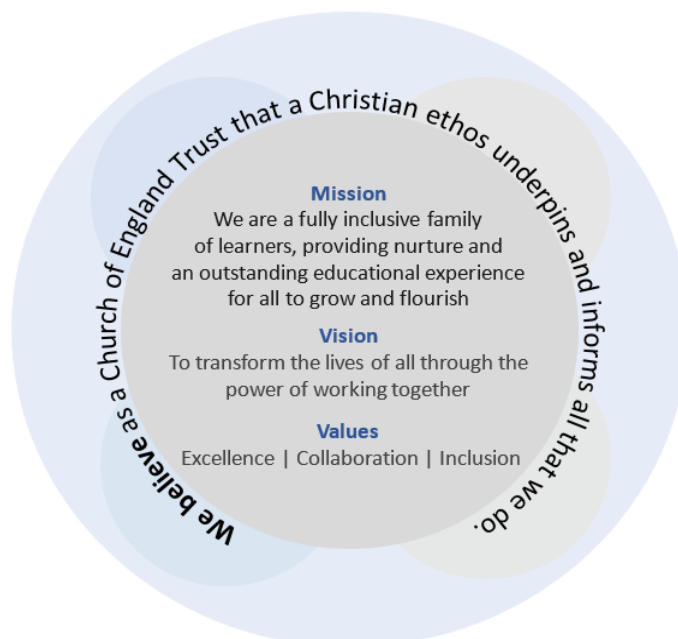 We believe as a Church of England Trust that a Christian ethos underpins and informs all that we do.
Mission
We are a fully inclusive family
of learners, providing nurture and
an outstanding educational experience
for all to grow and flourish
Vision
To transform the lives of all through the
power of working together
Values
Excellence | Collaboration | Inclusion